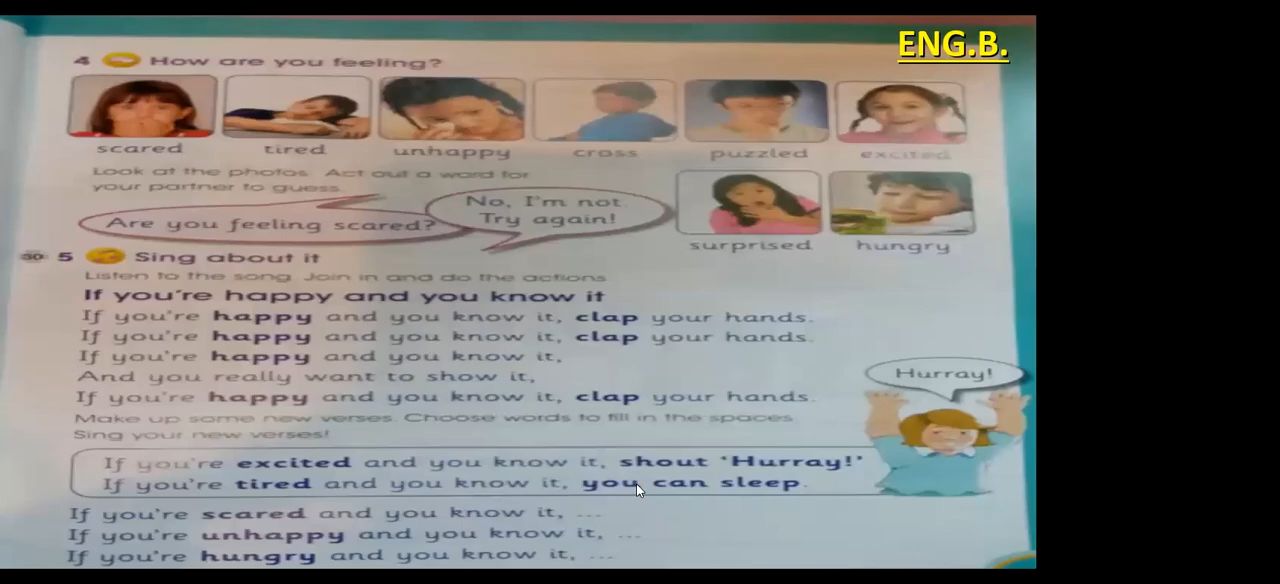 ENG.B.
4 How are you feeling?
scared tired unhappy cross puzzled excited
Look at the photos. Act out a word for
your partner to guess.
Are you feeling scared?
No, I'm not.
Try again!
surprised hungry
30 5 Sing about it
Listen to the song. Join in and do the actions.
If you're happy and you know it
If you're happy and you know it, clap your hands.
If you're happy and you know it, clap your hands.
If you're happy and you know it,
And you really want to show it,
If you're happy and you know it, clap your hands.
Make up some new verses. Choose words to fill in the spaces.
Sing your new verses!
Hurray!
If you're excited and you know it, shout 'Hurray!'
If you're tired and you know it, you can sleep.
If you're scared and you know it, ...
If you're unhappy and you know it, ...
If you're hungry and you know it, ...